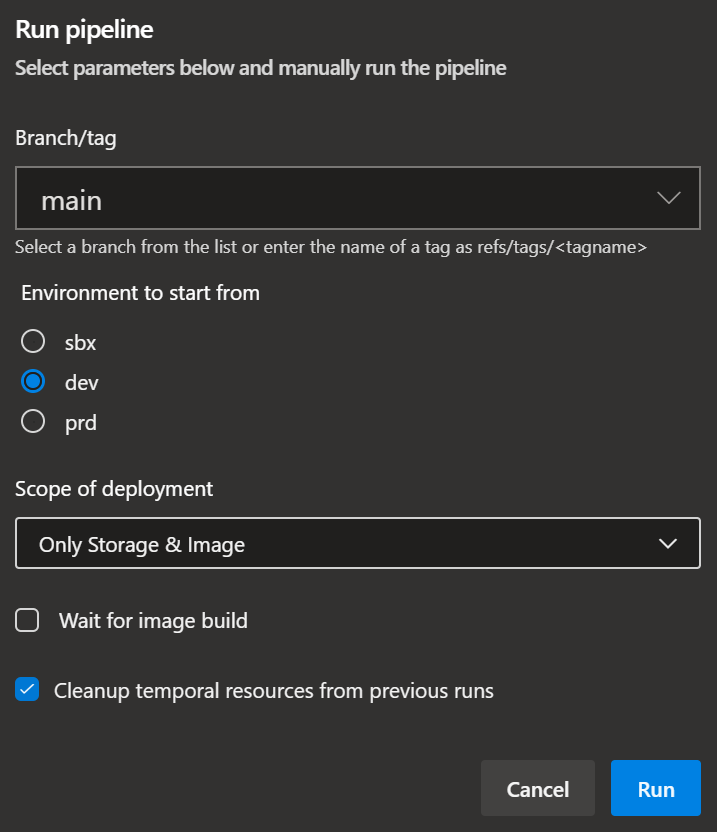 Run pipeline
Select parameters below and manually run the pipeline
Branch/tag
main
Select a branch from the list or enter the name of a tag as refs/tags/<tagname>
Environment to start from
sbx
dev
prd
Scope of deployment
Only Storage & Image
Wait for image build
Cleanup temporal resources from previous runs
Cancel Run